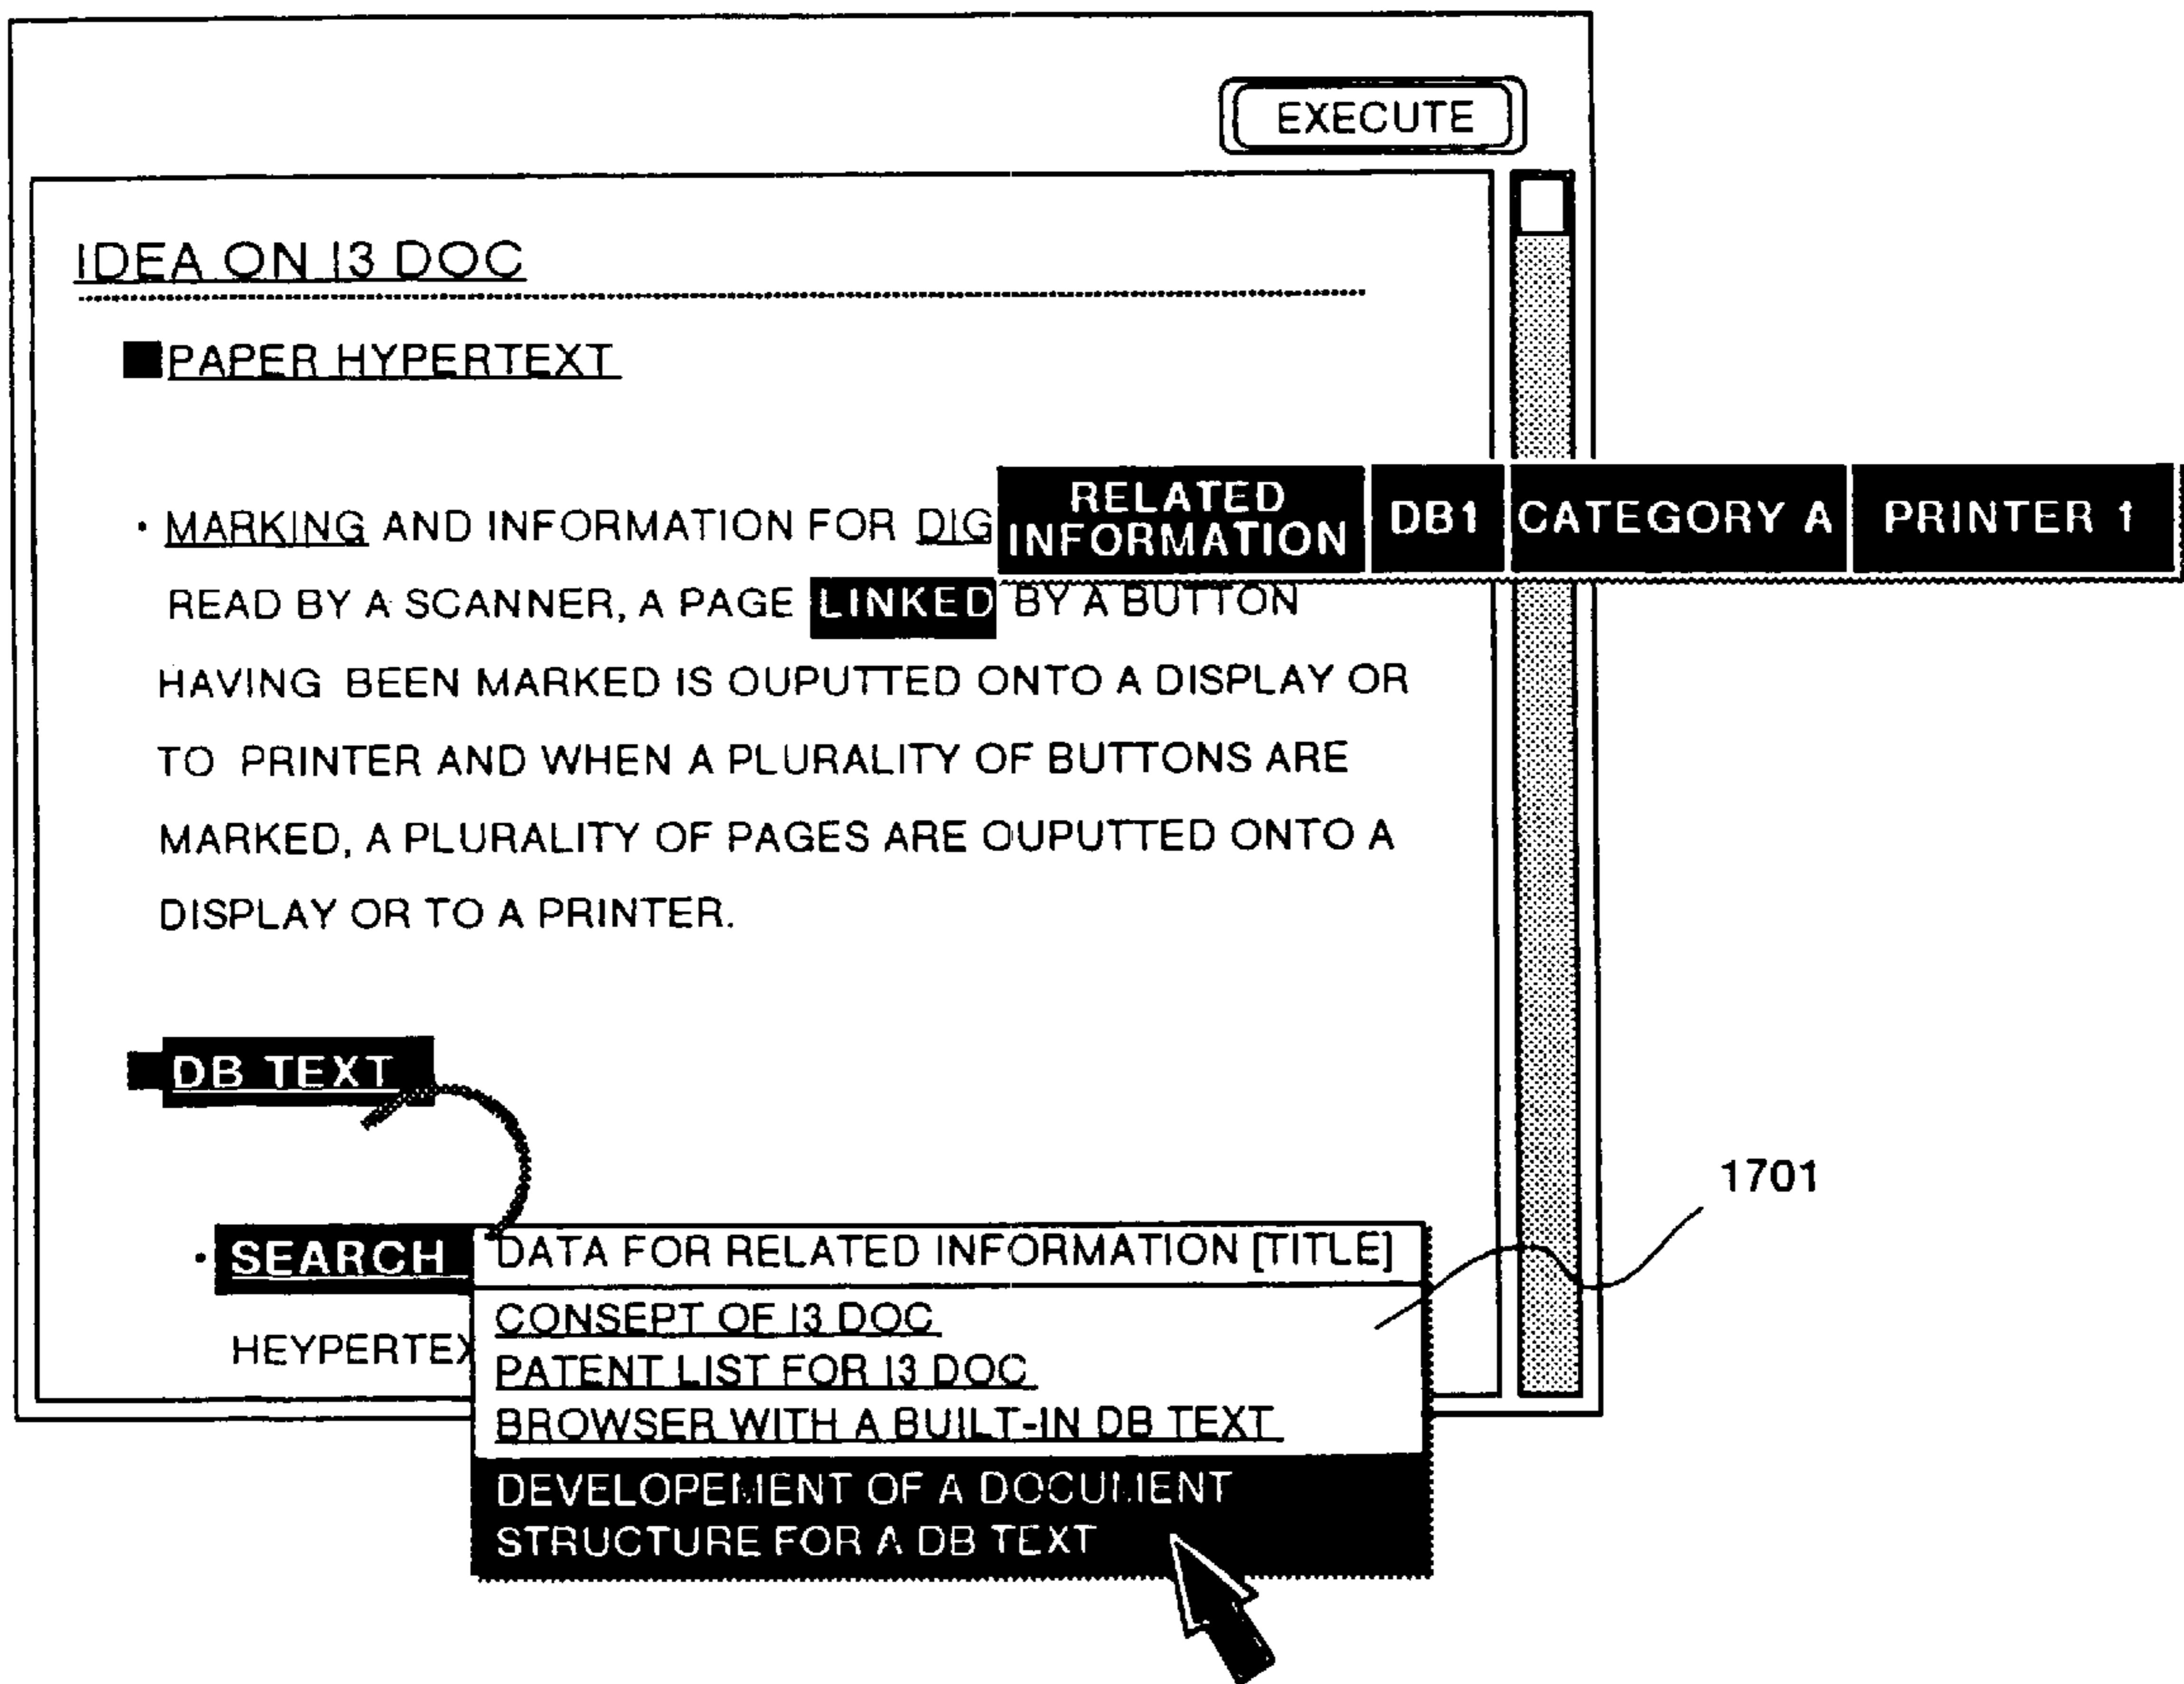 EXECUTE
IDEA ON I3 DOC
PAPER HYPERTEXT
• MARKING AND INFORMATION FOR DIG
RELATED
INFORMATION
DB1
CATEGORY A
PRINTER 1
READ BY A SCANNER, A PAGE LINKED BY A BUTTON
HAVING BEEN MARKED IS OUPUTTED ONTO A DISPLAY OR
TO PRINTER AND WHEN A PLURALITY OF BUTTONS ARE
MARKED, A PLURALITY OF PAGES ARE OUPUTTED ONTO A
DISPLAY OR TO A PRINTER.
DB TEXT
1701
• SEARCH
DATA FOR RELATED INFORMATION [TITLE]
HEYPERTEX
CONSEPT OF I3 DOC
PATENT LIST FOR I3 DOC
BROWSER WITH A BUILT-IN DB TEXT
DEVELOPEMENT OF A DOCUMENT
STRUCTURE FOR A DB TEXT